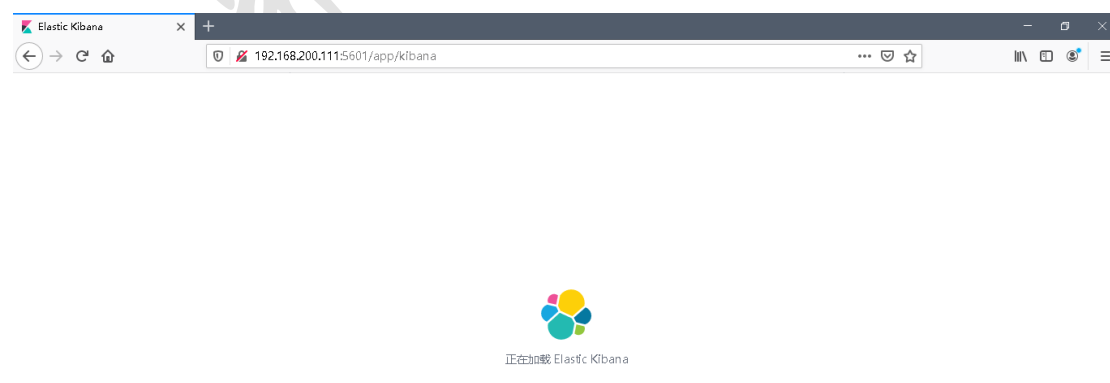 Elastic Kibana
192.168.200.111:5601/app/kibana
正在加载 Elastic Kibana